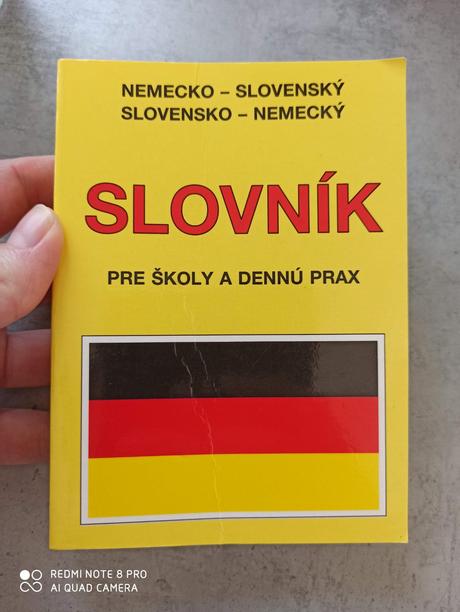 NEMECKO – SLOVENSKÝ
SLOVENSKO – NEMECKÝ
SLOVNÍK
PRE ŠKOLY A DENNÚ PRAX
REDMI NOTE 8 PRO
AI QUAD CAMERA